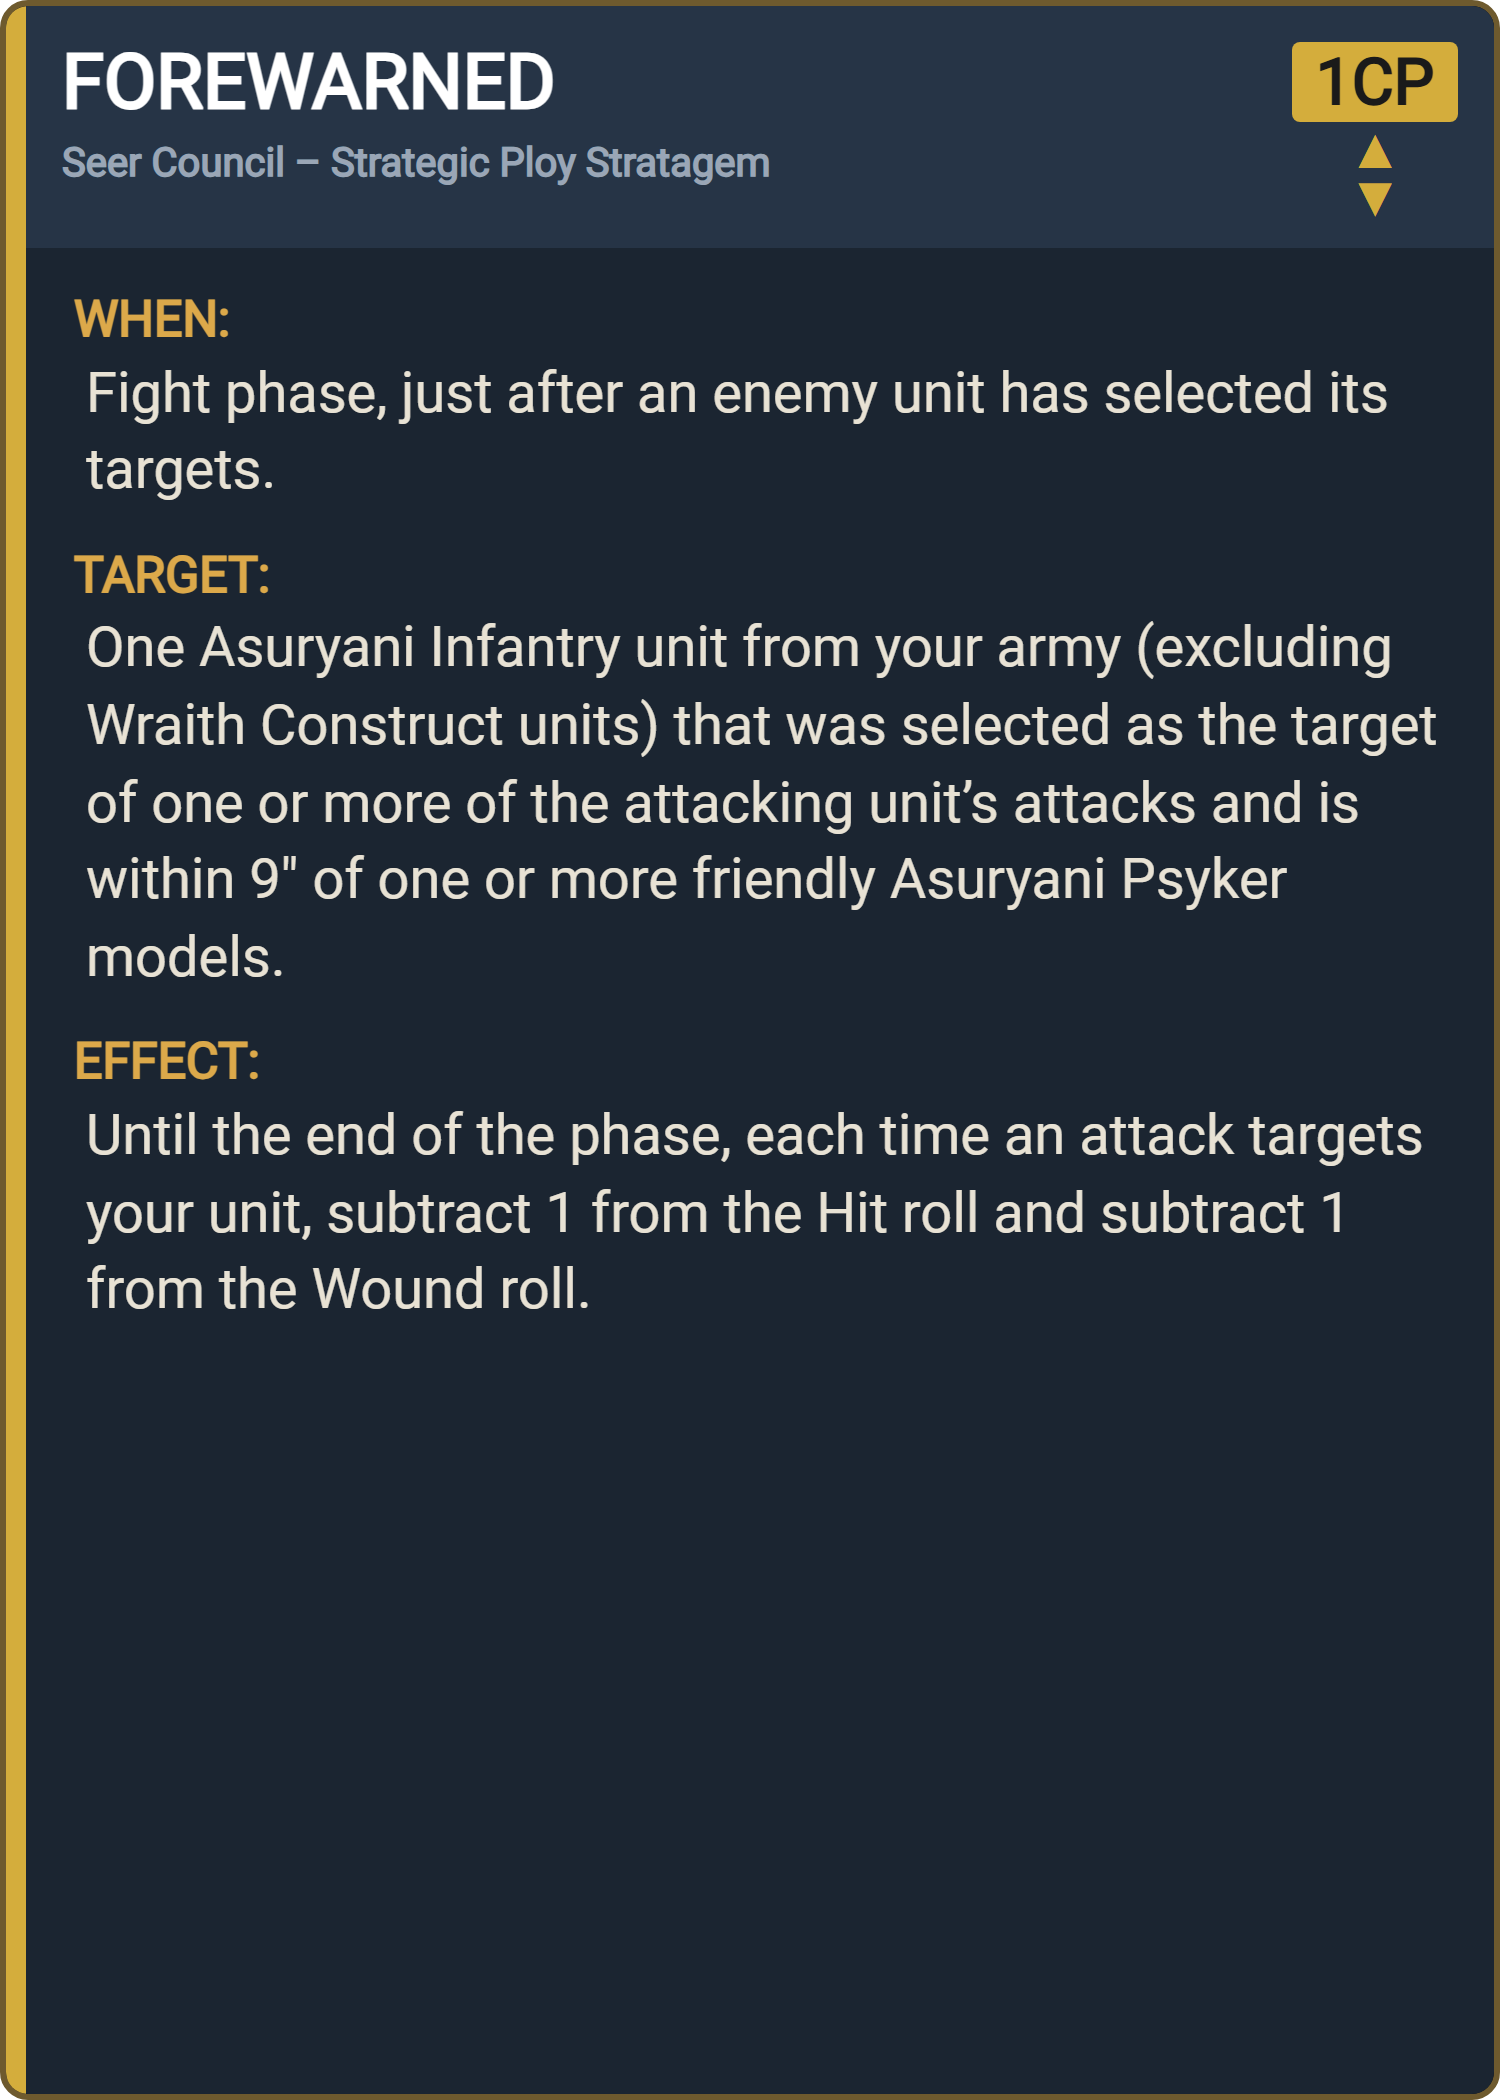 FOREWARNED
Seer Council – Strategic Ploy Stratagem
1CP
WHEN:
Fight phase, just after an enemy unit has selected its
targets.
TARGET:
One Asuryani Infantry unit from your army (excluding
Wraith Construct units) that was selected as the target
of one or more of the attacking unit’s attacks and is
within 9" of one or more friendly Asuryani Psyker
models.
EFFECT:
Until the end of the phase, each time an attack targets
your unit, subtract 1 from the Hit roll and subtract 1
from the Wound roll.